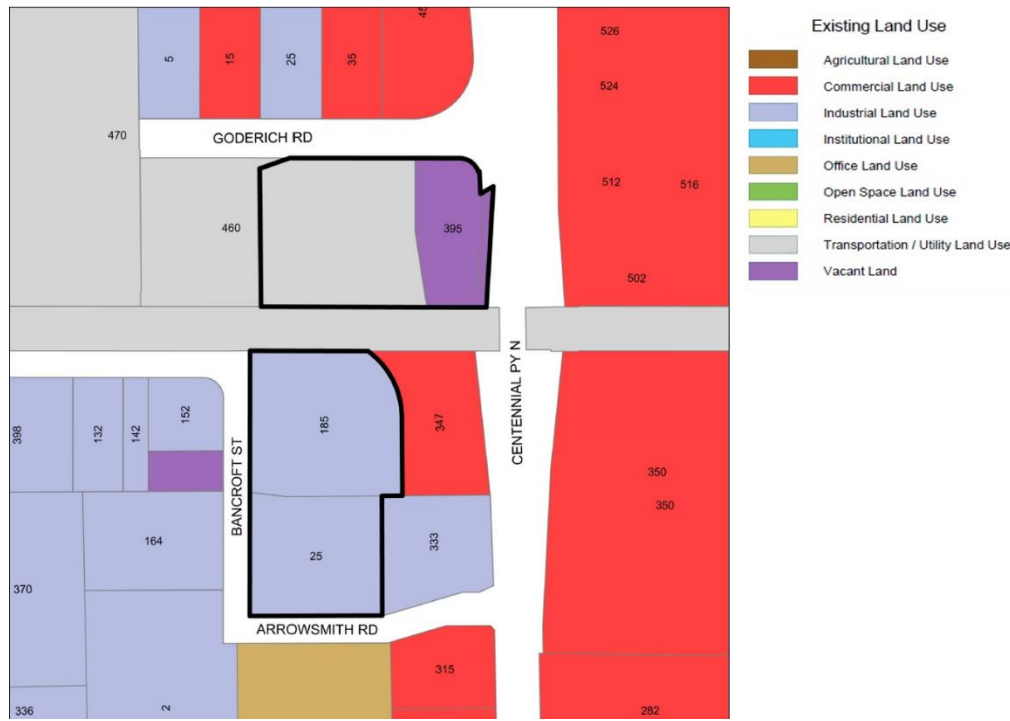 45
526
5
15
25
35
524
470
GODERICH RD
512
516
460
395
502
CENTENNIAL PY N
398
132
142
152
BANCROFT ST
185
347
350
350
164
25
333
370
ARROWSMITH RD
315
336
2
282
Existing Land Use
Agricultural Land Use
Commercial Land Use
Industrial Land Use
Institutional Land Use
Office Land Use
Open Space Land Use
Residential Land Use
Transportation / Utility Land Use
Vacant Land